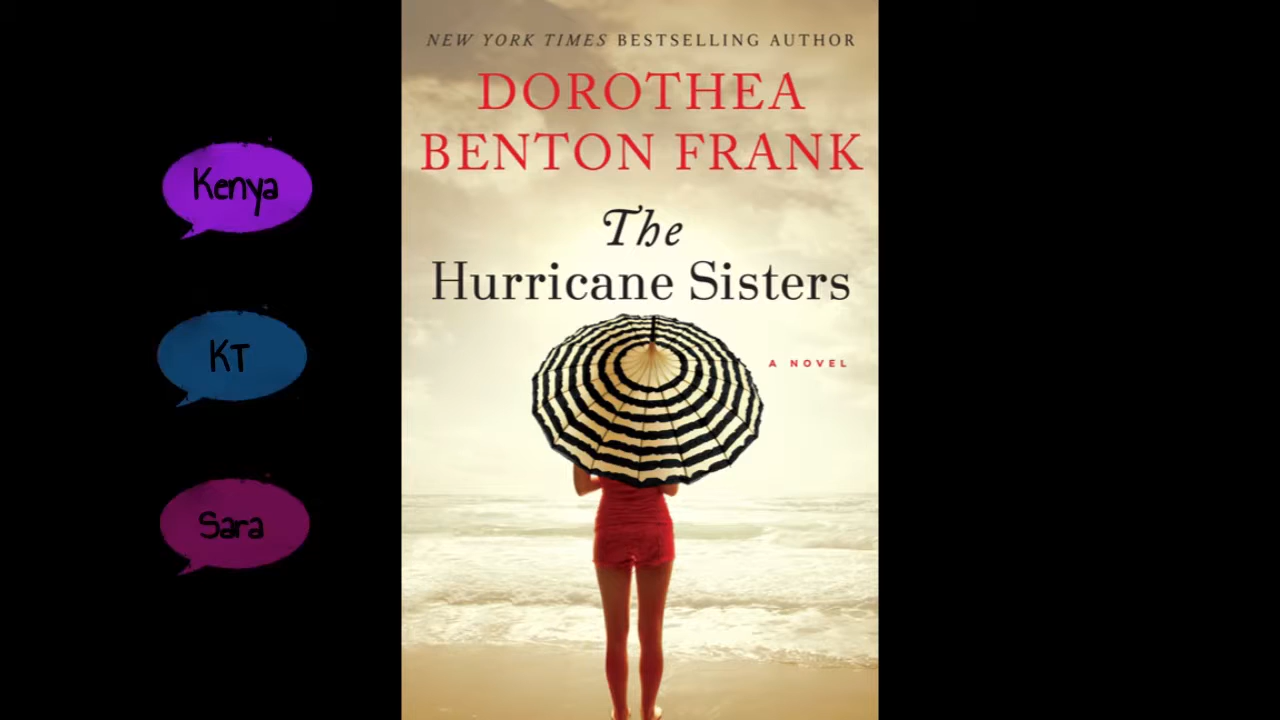 Kenya
KT
Sara
NEW YORK TIMES BESTSELLING AUTHOR
DOROTHEA
BENTON FRANK
The
Hurricane Sisters
A NOVEL